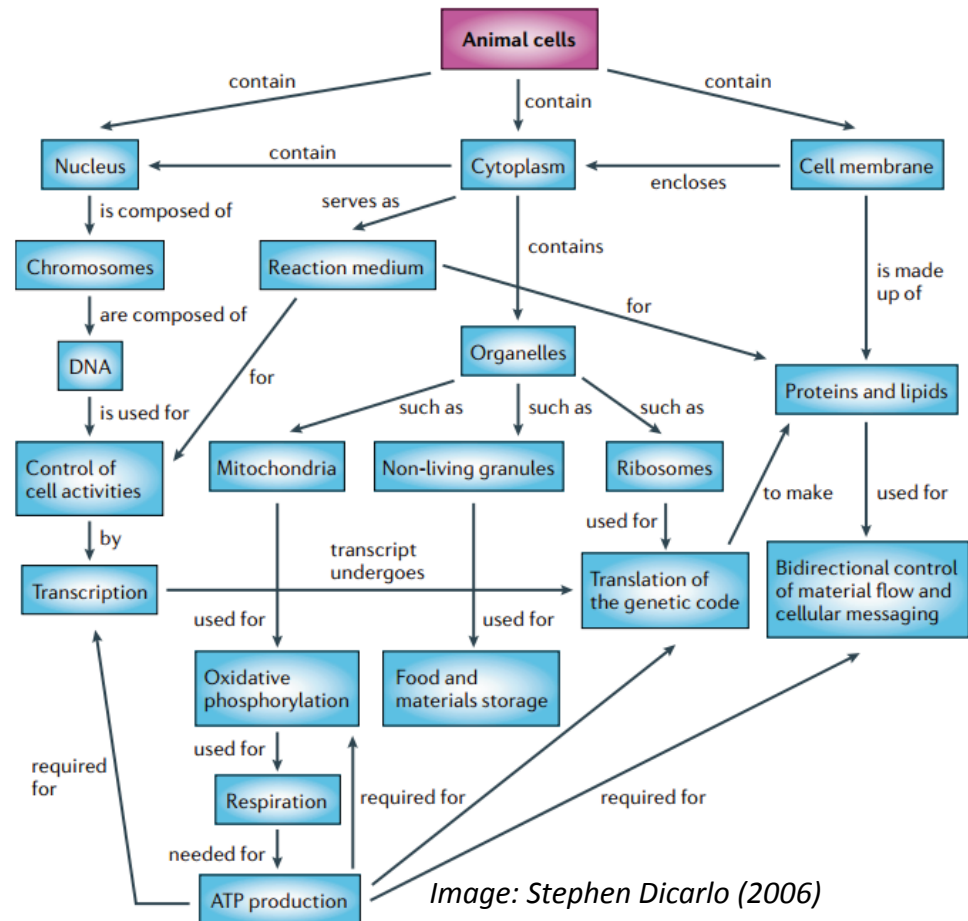 Animal cells
contain
contain
contain
Nucleus
contain
Cytoplasm
encloses
Cell membrane
is composed of
serves as
Chromosomes
Reaction medium
contains
is made
up of
are composed of
for
DNA
for
Organelles
Proteins and lipids
is used for
such as
such as
such as
Control of
cell activities
Mitochondria
Non-living granules
Ribosomes
to make
used for
by
used for
transcript
undergoes
Transcription
Translation of
the genetic code
Bidirectional control
of material flow and
cellular messaging
used for
used for
Oxidative
phosphorylation
Food and
materials storage
used for
required
for
Respiration
required for
required for
needed for
ATP production
Image: Stephen Dicarlo (2006)